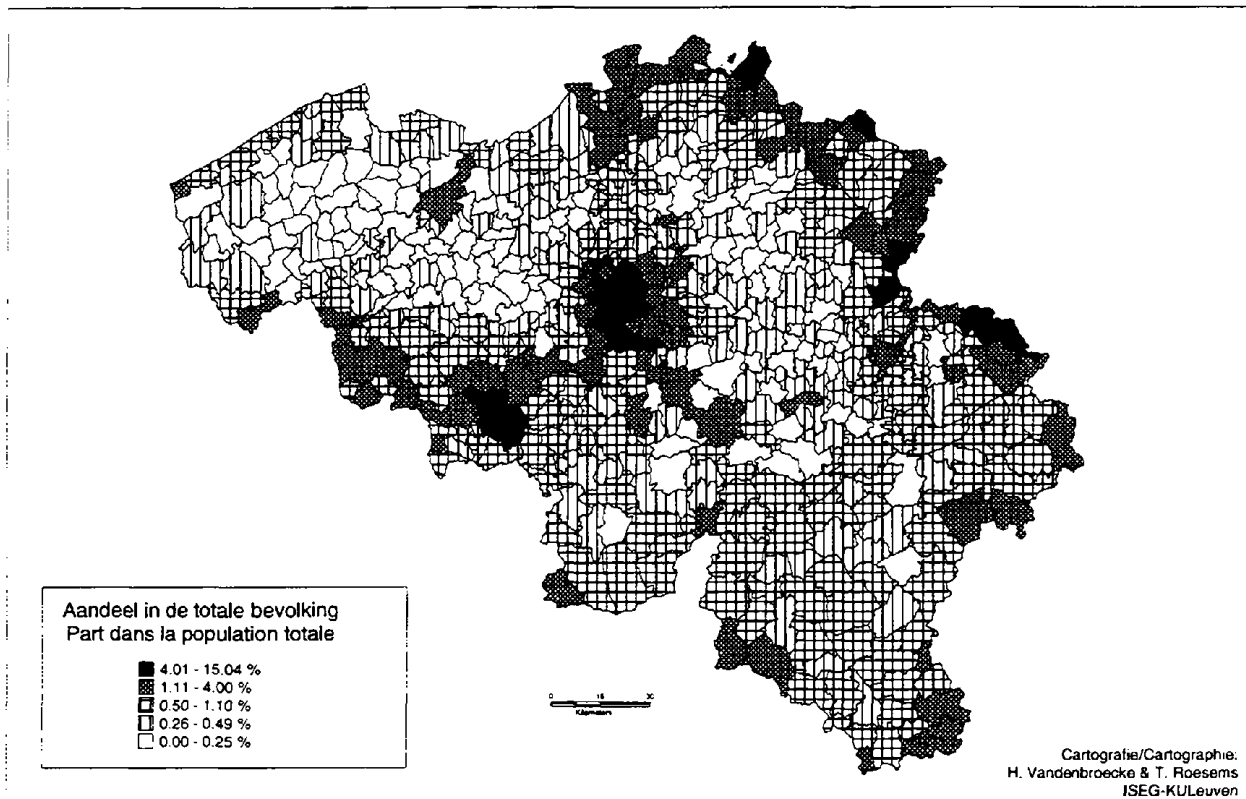 Aandeel in de totale bevolking
Part dans la population totale
4.01 - 15.04 %
1.11 - 4.00 %
0.50 - 1.10 %
0.26 - 0.49 %
0.00 - 0.25 %
0 15 30
Kilometers
Cartografie/Cartographie:
H. Vandenbroecke & T. Roesems
ISEG-KULeuven